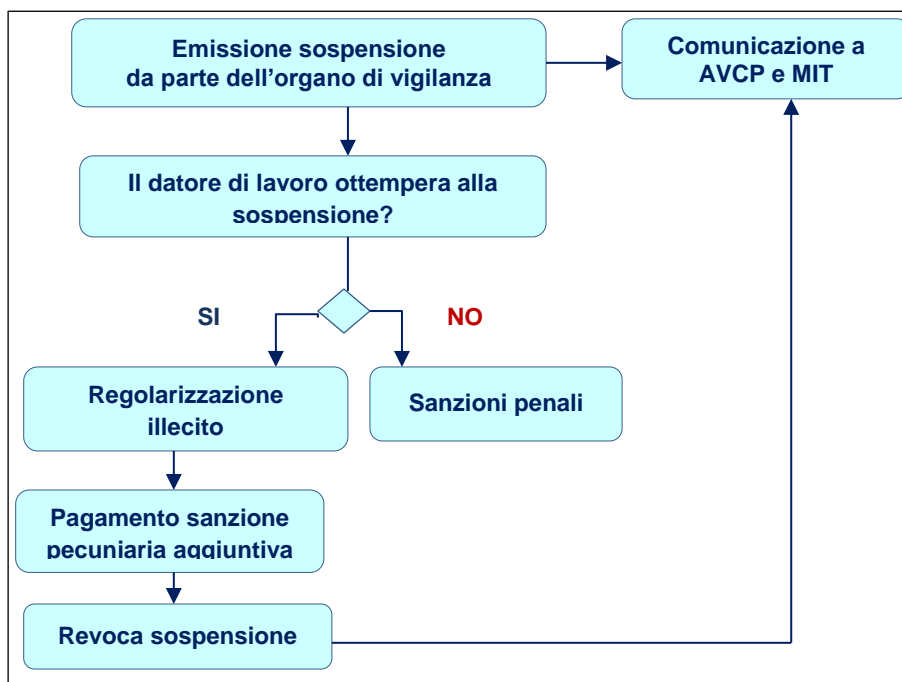 Emissione sospensione
da parte dell'organo di vigilanza
Comunicazione a
AVCP e MIT
Il datore di lavoro ottempera alla
sospensione?
SI
NO
Regolarizzazione
illecito
Sanzioni penali
Pagamento sanzione
pecuniaria aggiuntiva
Revoca sospensione